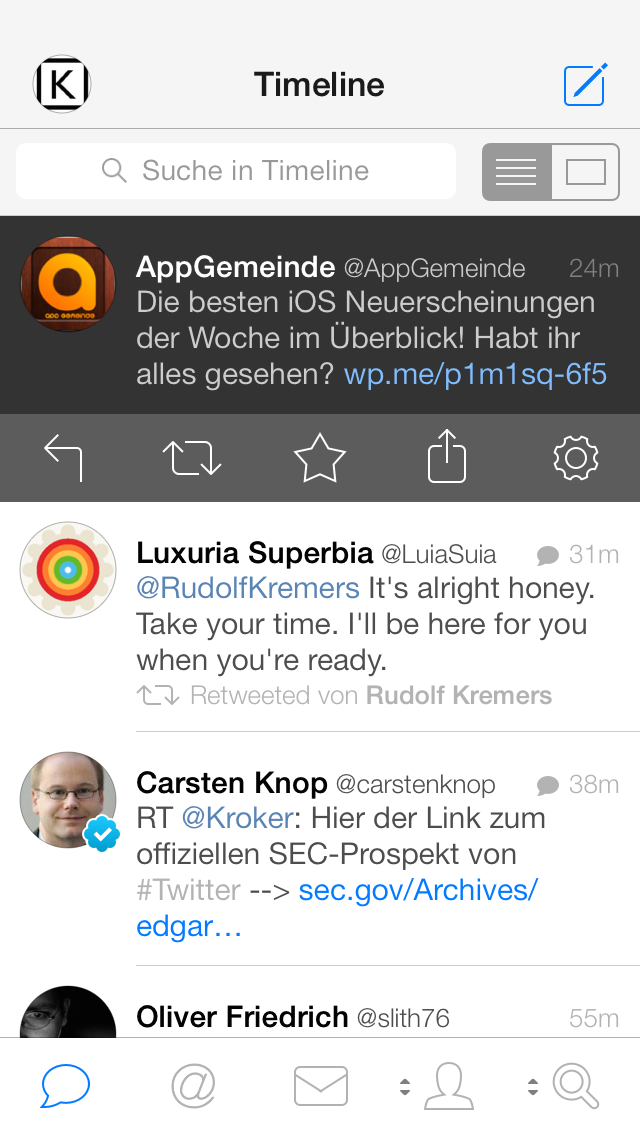 K
Timeline
Suche in Timeline
AppGemeinde @AppGemeinde 24m
Die besten iOS Neuerscheinungen
der Woche im Überblick! Habt ihr
alles gesehen? wp.me/p1m1sq-6f5
a
APP GEMEINDE
Luxuria Superbia @LuiaSuia 31m
@RudolfKremers It's alright honey.
Take your time. I'll be here for you
when you're ready.
Retweeted von Rudolf Kremers
Carsten Knop @carstenknop 38m
RT @Kroker: Hier der Link zum
offiziellen SEC-Prospekt von
#Twitter --> sec.gov/Archives/
edgar…
Oliver Friedrich @slith76 55m
@